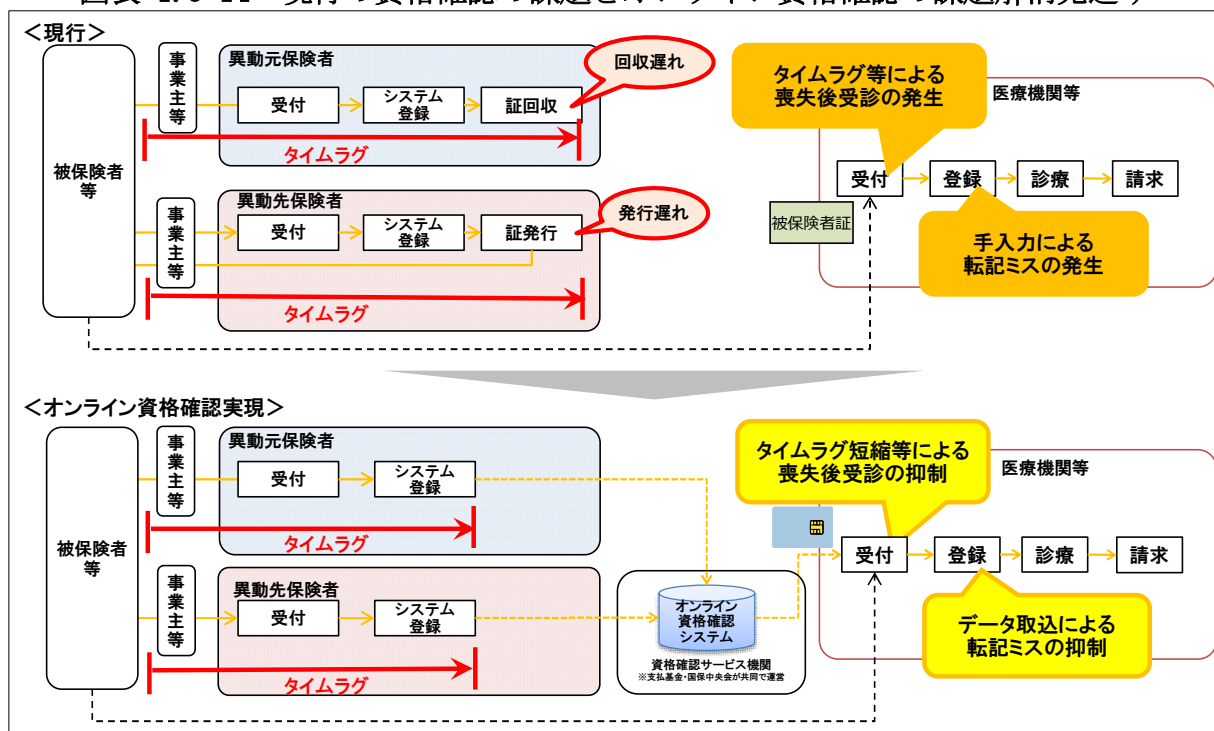 ＜現行＞
被保険者
等
事業主等
異動元保険者
受付
システム
登録
証回収
回収遅れ
タイムラグ
事業主等
異動先保険者
受付
システム
登録
証発行
発行遅れ
タイムラグ
タイムラグ等による
喪失後受診の発生
医療機関等
被保険者証
受付
登録
診療
請求
手入力による
転記ミスの発生
＜オンライン資格確認実現＞
被保険者
等
事業主等
異動元保険者
受付
システム
登録
タイムラグ
事業主等
異動先保険者
受付
システム
登録
タイムラグ
オンライン
資格確認
システム
資格確認サービス機関
※支払基金・国保中央会が共同で運営
タイムラグ短縮等による
喪失後受診の抑制
医療機関等
受付
登録
診療
請求
データ取込による
転記ミスの抑制